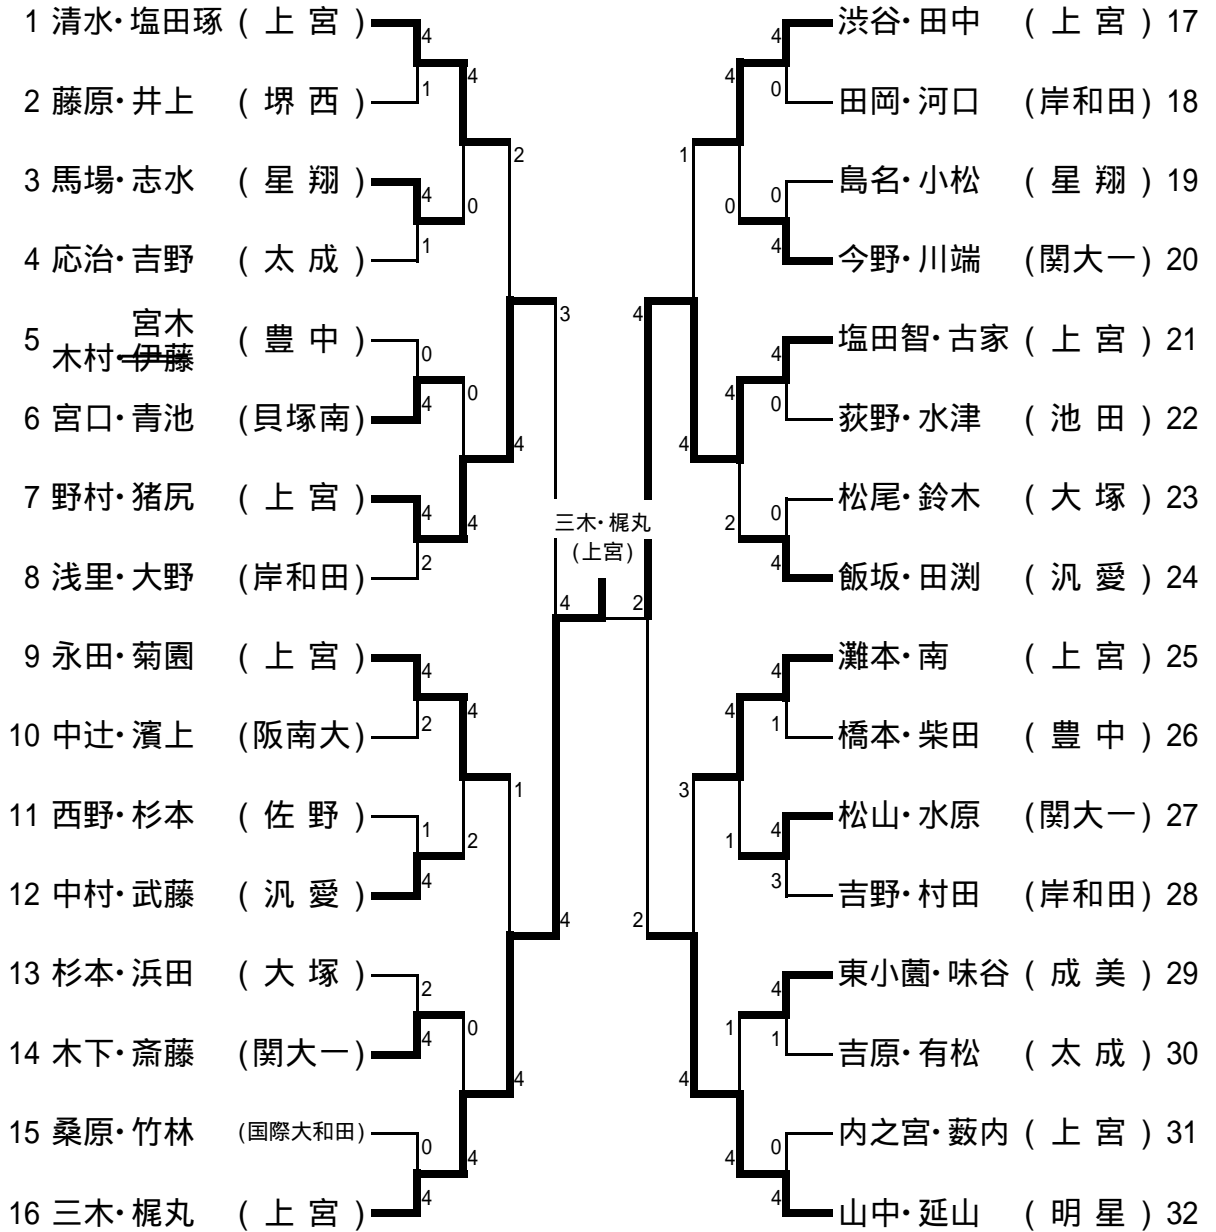 1 清水・塩田琢 ( 上 宮 )
4
1
2 藤原・井上 ( 堺 西 )
4
2
3 馬場・志水 ( 星 翔 )
4
1
0
4 応治・吉野 ( 太 成 )
3
宮木
5 木村・伊藤 ( 豊 中 )
0
4
0
6 宮口・青池 (貝塚南)
4
7 野村・猪尻 ( 上 宮 )
4
2
4
8 浅里・大野 (岸和田)
9 永田・菊園 ( 上 宮 )
4
2
4
10 中辻・濱上 (阪南大)
1
11 西野・杉本 ( 佐 野 )
1
4
2
12 中村・武藤 ( 汎 愛 )
4
13 杉本・浜田 ( 大 塚 )
2
4
0
14 木下・斎藤 (関大一)
4
15 桑原・竹林 (国際大和田)
0
4
4
16 三木・梶丸 ( 上 宮 )
三木・梶丸
(上宮)
4 2
渋谷・田中 ( 上 宮 ) 17
4
0
4
田岡・河口 (岸和田) 18
1
島名・小松 ( 星 翔 ) 19
0
4
0
今野・川端 (関大一) 20
4
塩田智・古家 ( 上 宮 ) 21
4
0
4
荻野・水津 ( 池 田 ) 22
4
松尾・鈴木 ( 大 塚 ) 23
0
4
2
飯坂・田渕 ( 汎 愛 ) 24
灘本・南 ( 上 宮 ) 25
4
1
4
橋本・柴田 ( 豊 中 ) 26
3
松山・水原 (関大一) 27
4
3
1
吉野・村田 (岸和田) 28
2
東小薗・味谷 ( 成 美 ) 29
4
1
1
吉原・有松 ( 太 成 ) 30
4
内之宮・薮内 ( 上 宮 ) 31
0
4
4
山中・延山 ( 明 星 ) 32